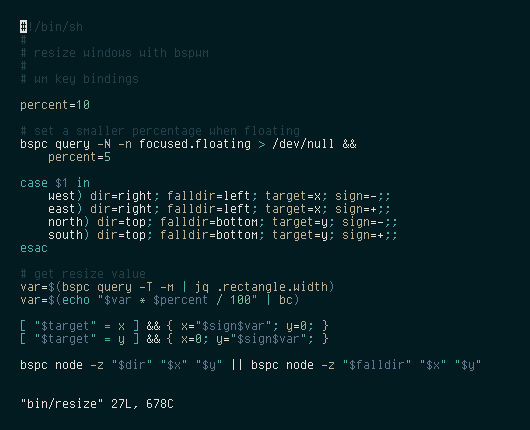 #!/bin/sh
#
# resize windows with bspwm
#
# wm key bindings

percent=10

# set a smaller percentage when floating
bspc query -N -n focused.floating > /dev/null &&
    percent=5

case $1 in
    west) dir=right; falldir=left; target=x; sign=-;;
    east) dir=right; falldir=left; target=x; sign=+;;
    north) dir=top; falldir=bottom; target=y; sign=-;;
    south) dir=top; falldir=bottom; target=y; sign=+;;
esac

# get resize value
var=$(bspc query -T -m | jq .rectangle.width)
var=$(echo "$var * $percent / 100" | bc)

[ "$target" = x ] && { x="$sign$var"; y=0; }
[ "$target" = y ] && { x=0; y="$sign$var"; }

bspc node -z "$dir" "$x" "$y" || bspc node -z "$falldir" "$x" "$y"

"bin/resize" 27L, 678C